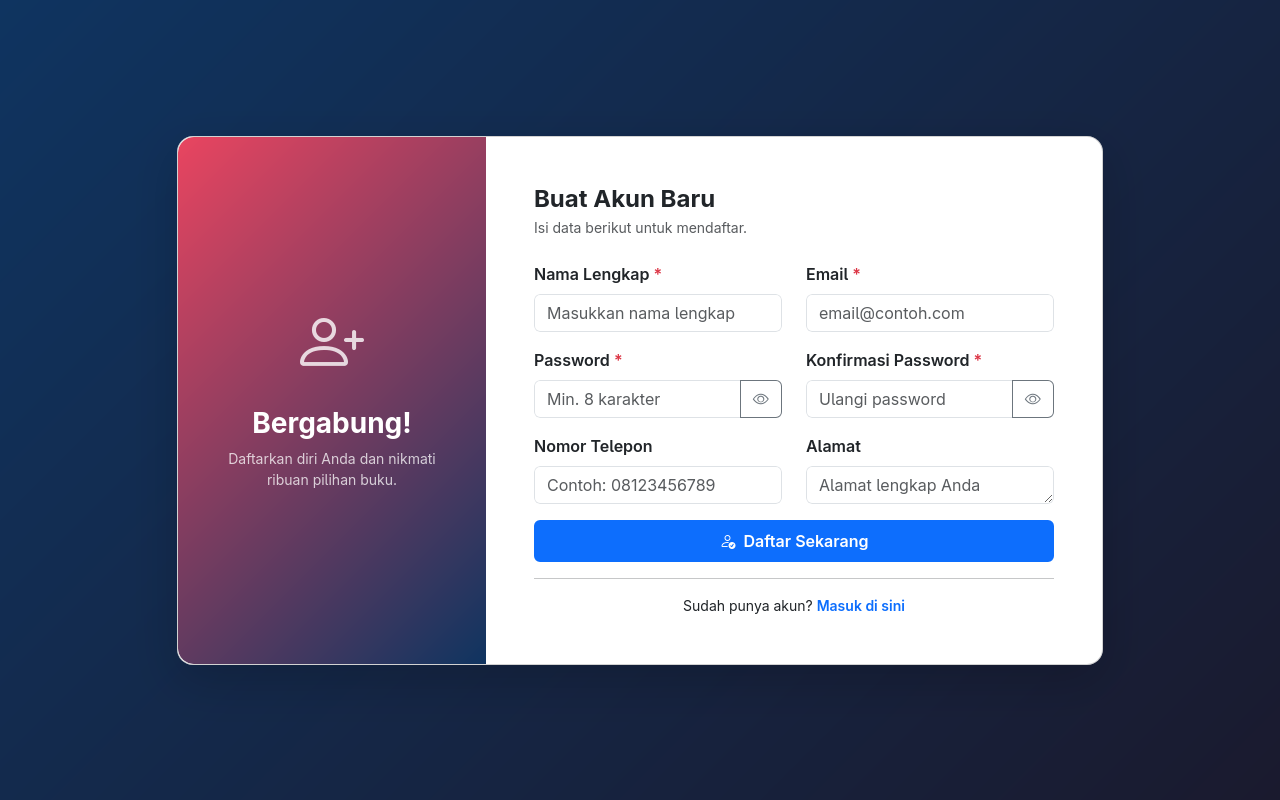 Bergabung!
Daftarkan diri Anda dan nikmati
ribuan pilihan buku.
Buat Akun Baru
Isi data berikut untuk mendaftar.
Nama Lengkap *
Masukkan nama lengkap
Email *
email@contoh.com
Password *
Min. 8 karakter
Konfirmasi Password *
Ulangi password
Nomor Telepon
Contoh: 08123456789
Alamat
Alamat lengkap Anda
Daftar Sekarang
Sudah punya akun? Masuk di sini